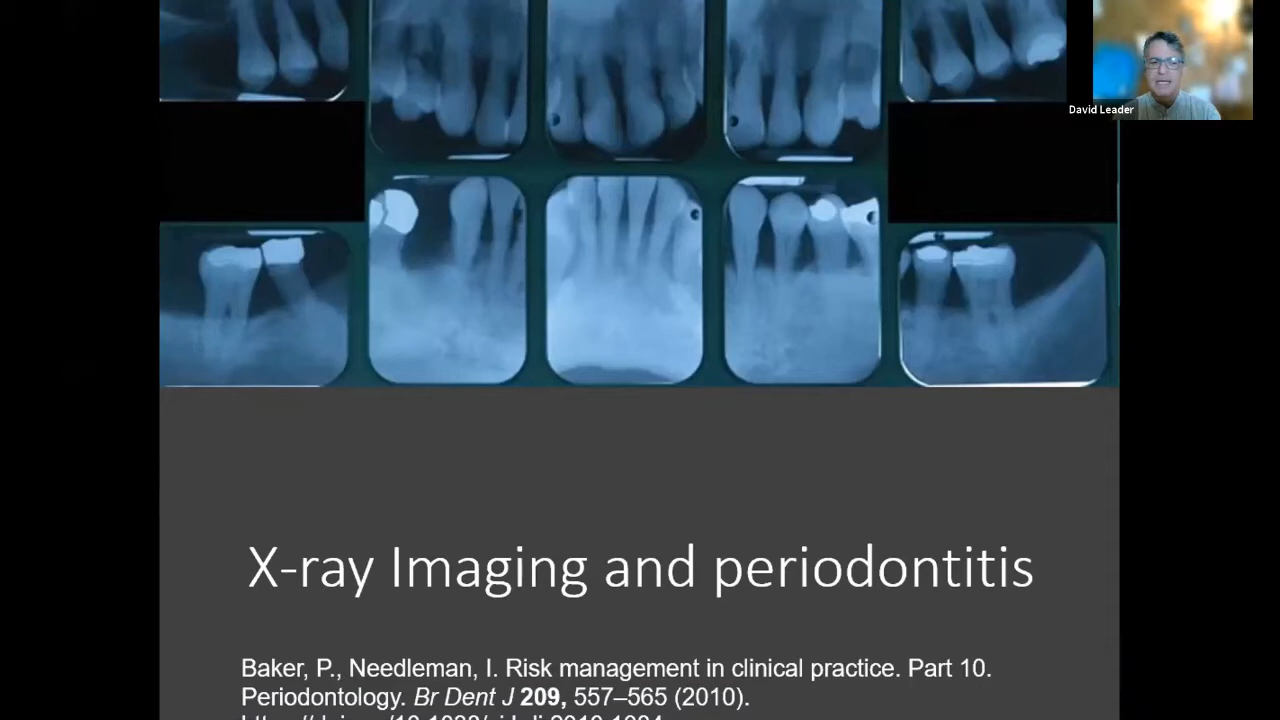 David Leader
X-ray Imaging and periodontitis
Baker, P., Needleman, I. Risk management in clinical practice. Part 10.
Periodontology. Br Dent J 209, 557–565 (2010).